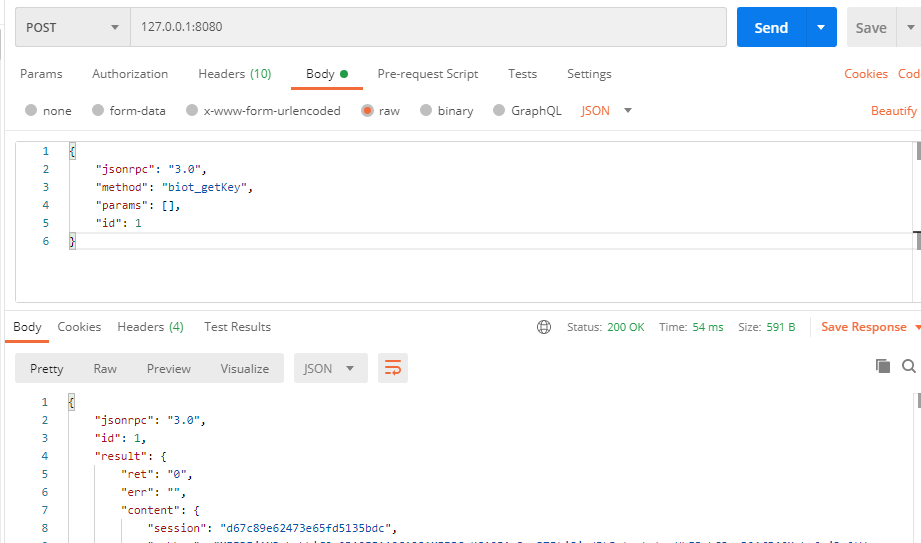 POST 127.0.0.1:8080 Send Save
Params Authorization Headers (10) Body Pre-request Script Tests Settings Cookies Cod
none form-data x-www-form-urlencoded raw binary GraphQL JSON Beautify
1 {
2 "jsonrpc": "3.0",
3 "method": "biot_getKey",
4 "params": [],
5 "id": 1
6 }
Body Cookies Headers (4) Test Results Status: 200 OK Time: 54 ms Size: 591 B Save Response
Pretty Raw Preview Visualize JSON
1 {
2 "jsonrpc": "3.0",
3 "id": 1,
4 "result": {
5 "ret": "0",
6 "err": "",
7 "content": {
8 "session": "d67c89e62473e65fd5135bdc",